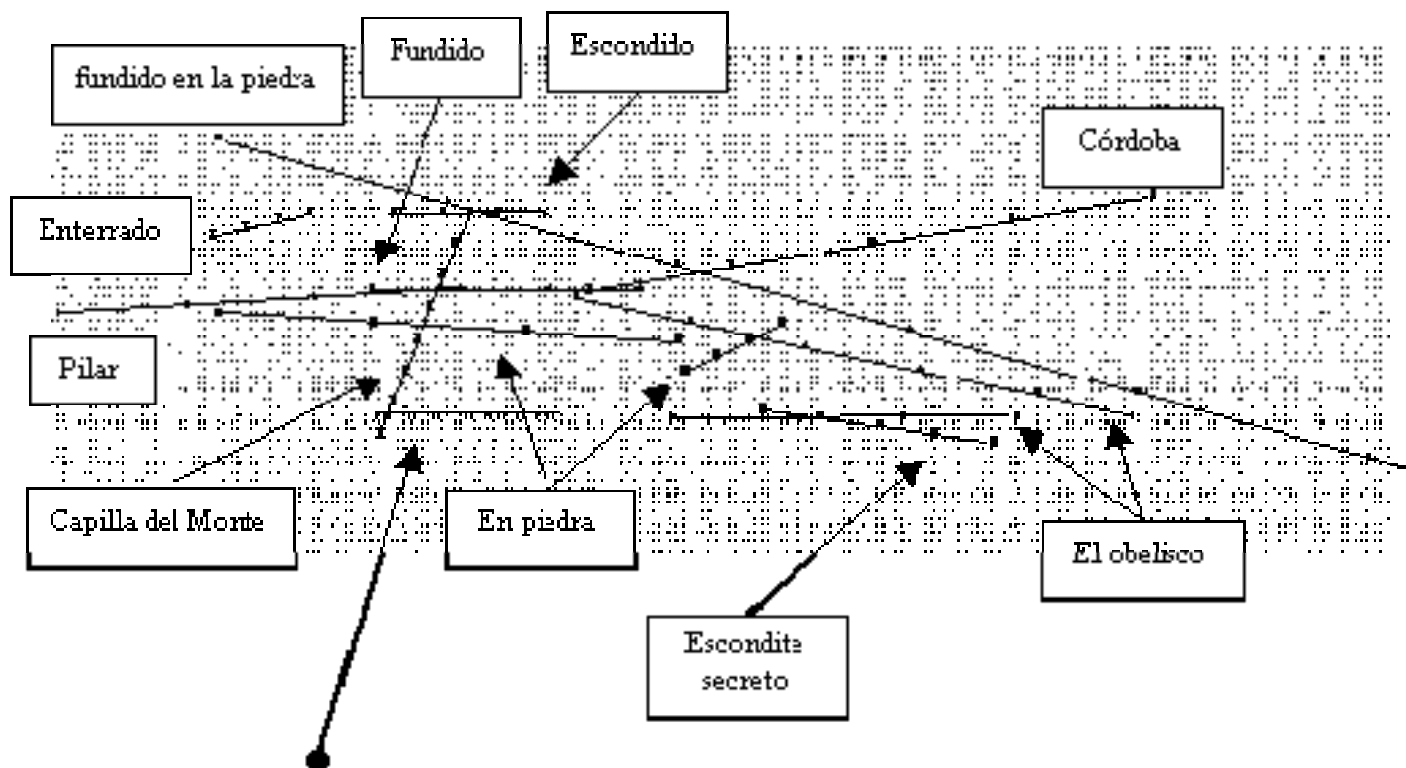 Fundido
Escondido
fundido en la piedra
Córdoba
Enterrado
Pilar
Capilla del Monte
En piedra
El obelisco
Escondite
secreto